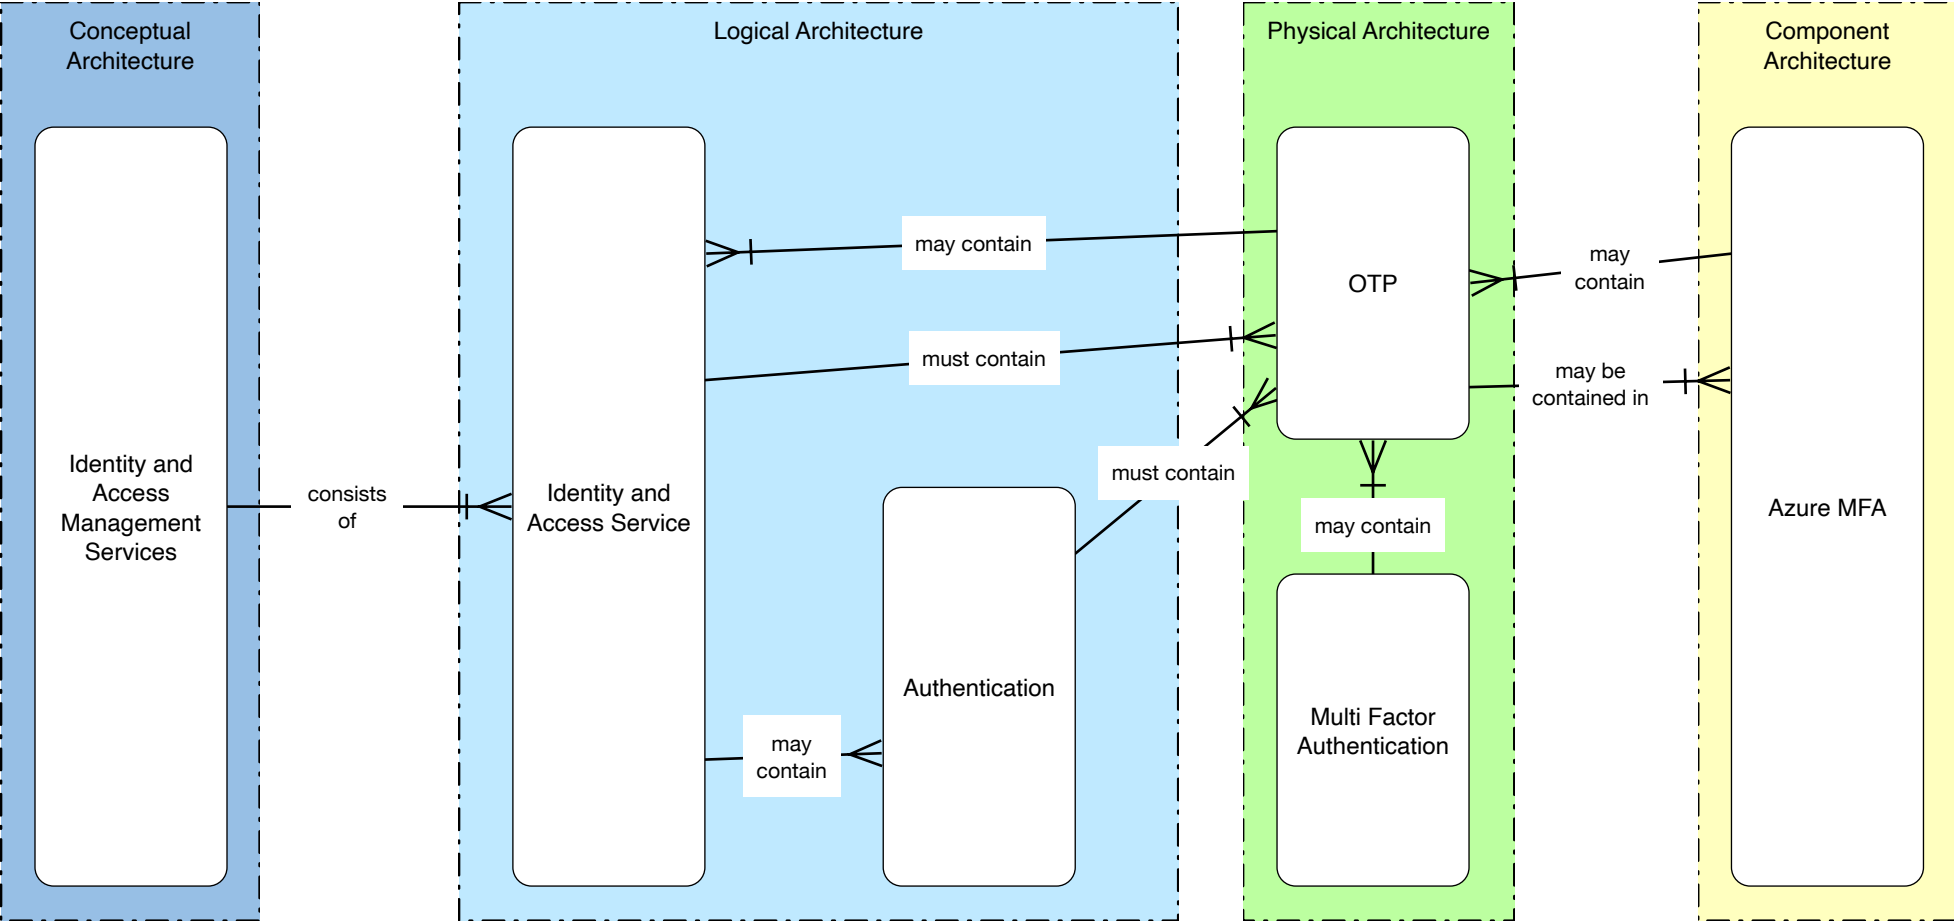 Conceptual
Architecture
Logical Architecture
Physical Architecture
Component
Architecture
Identity and
Access
Management
Services
consists
of
Identity and
Access Service
may contain
must contain
must contain
may
contain
Authentication
OTP
may contain
Multi Factor
Authentication
may
contain
may be
contained in
Azure MFA